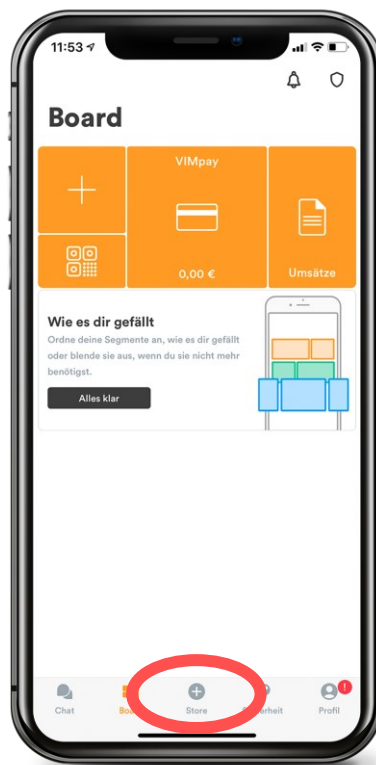 11:53
Board
VIMpay
0,00 €
Umsätze
Wie es dir gefällt
Ordne deine Segmente an, wie es dir gefällt
oder blende sie aus, wenn du sie nicht mehr
benötigst.
Alles klar
!
Chat
Store
Profil